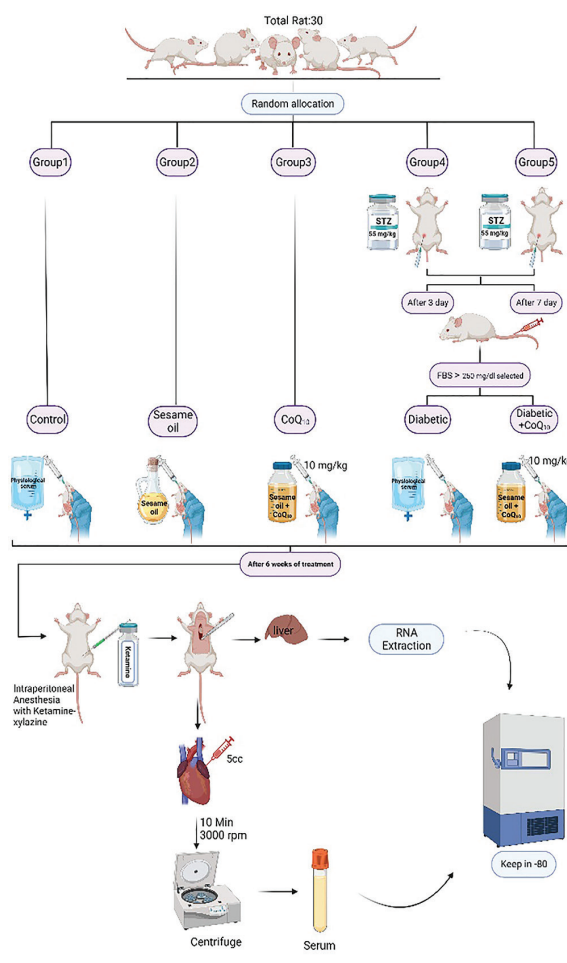 Total Rat:30
Random allocation
Group1
Group2
Group3
Group4
Group5
STZ
55 mg/kg
STZ
55 mg/kg
After 3 day
After 7 day
FBS > 250 mg/dl selected
Control
Sesame
oil
CoQ10
Diabetic
Diabetic
+CoQ10
Physiological
serum
Sesame
oil
10 mg/kg
Sesame
oil +
CoQ10
Physiological
serum
10 mg/kg
Sesame
oil +
CoQ10
After 6 weeks of treatment
Ketamine
Intraperitoneal
Anesthesia
with Ketamine-
xylazine
liver
RNA
Extraction
5cc
10 Min
3000 rpm
Centrifuge
Serum
Keep in -80